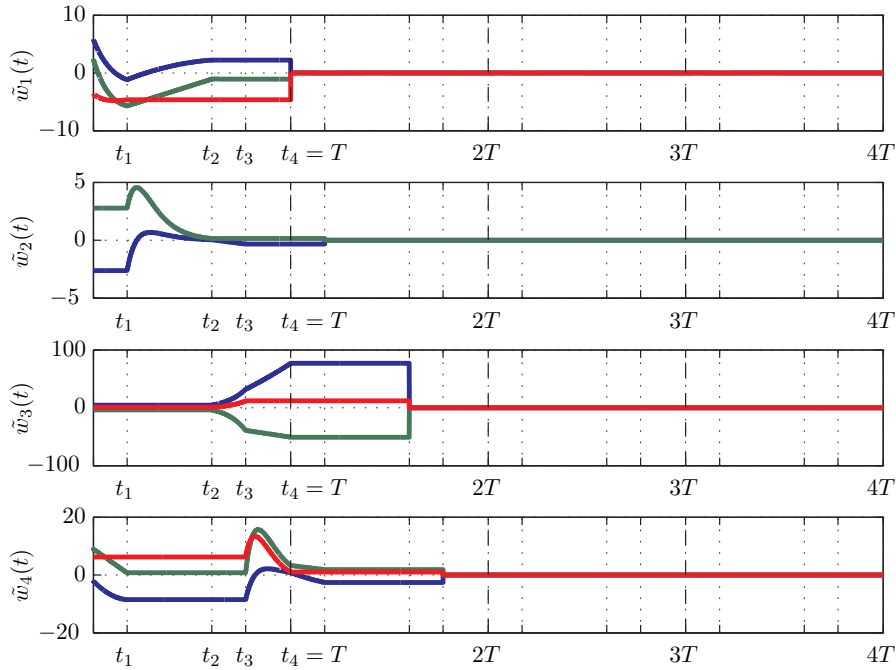 10
0
−10
w̃₁(t)
t₁ t₂ t₃ t₄ = T 2T 3T 4T
5
0
−5
w̃₂(t)
t₁ t₂ t₃ t₄ = T 2T 3T 4T
100
0
−100
w̃₃(t)
t₁ t₂ t₃ t₄ = T 2T 3T 4T
20
0
−20
w̃₄(t)
t₁ t₂ t₃ t₄ = T 2T 3T 4T